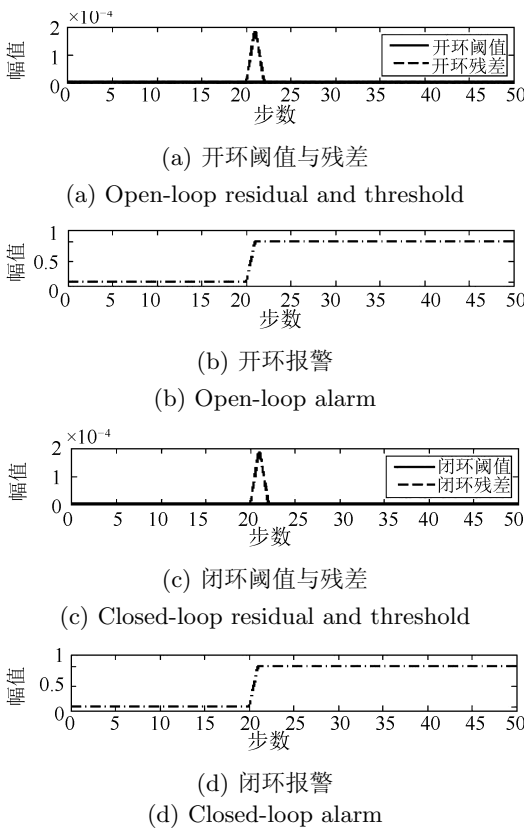 ×10⁻⁴
幅值
2
1
0
开环阈值
开环残差
0 5 10 15 20 25 30 35 40 45 50
步数
(a) 开环阈值与残差
(a) Open-loop residual and threshold
幅值
1
0.5
0
0 5 10 15 20 25 30 35 40 45 50
步数
(b) 开环报警
(b) Open-loop alarm
×10⁻⁴
幅值
2
1
0
闭环阈值
闭环残差
5 10 15 20 25 30 35 40 45 50
步数
(c) 闭环阈值与残差
(c) Closed-loop residual and threshold
幅值
1
0.5
0
5 10 15 20 25 30 35 40 45 50
步数
(d) 闭环报警
(d) Closed-loop alarm